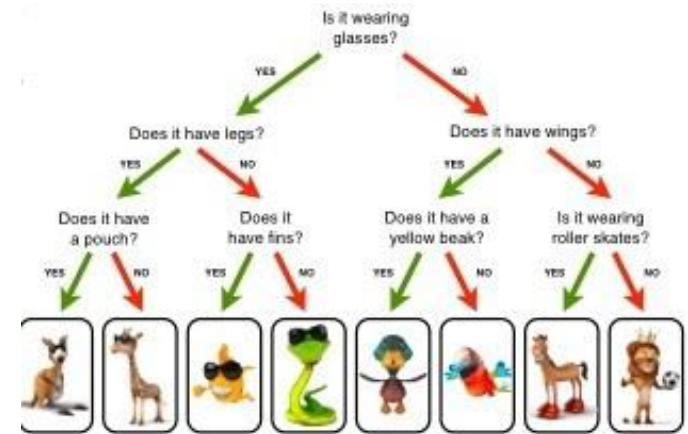 Is it wearing
glasses?
YES
NO
Does it have legs?
Does it have wings?
YES
NO
YES
NO
Does it have
a pouch?
Does it
have fins?
Does it have a
yellow beak?
Is it wearing
roller skates?
YES
NO
YES
NO
YES
NO
YES
NO